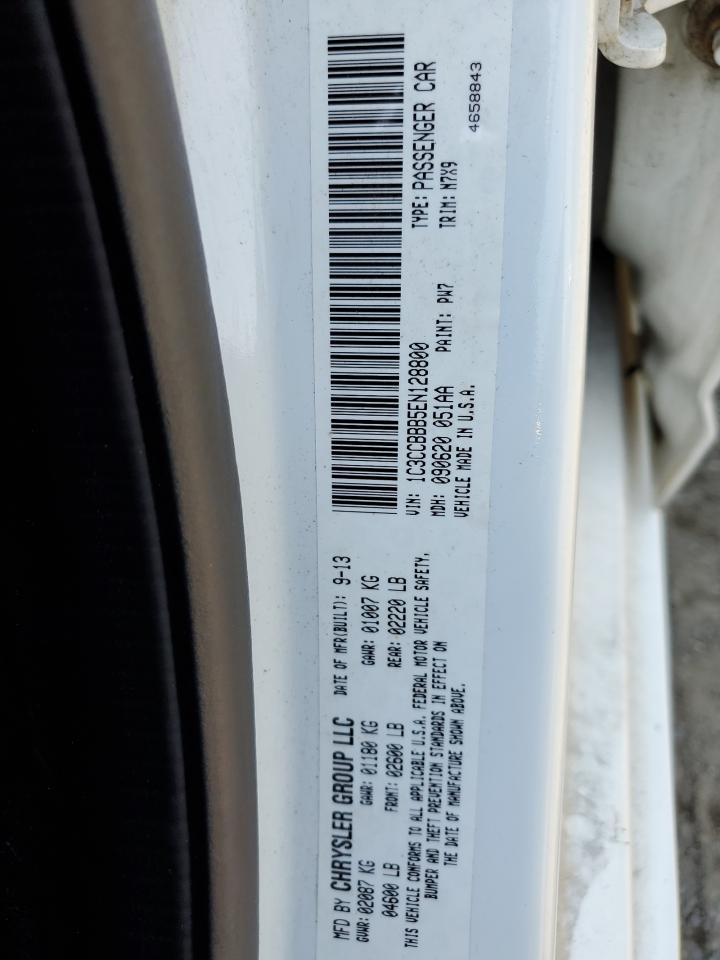 MFD BY CHRYSLER GROUP LLC DATE OF MFR(BUILT): 9-13
GVWR: 02087 KG GAWR: 01180 KG GAWR: 01007 KG
04600 LB FRONT: 02600 LB REAR: 02220 LB
THIS VEHICLE CONFORMS TO ALL APPLICABLE U.S.A. FEDERAL MOTOR VEHICLE SAFETY,
BUMPER AND THEFT PREVENTION STANDARDS IN EFFECT ON
THE DATE OF MANUFACTURE SHOWN ABOVE.
VIN: 1C3CCBBB5EN128800 TYPE: PASSENGER CAR
MDH: 090620 051AA PAINT: PW7 TRIM: M7X9
VEHICLE MADE IN U.S.A.
4658843